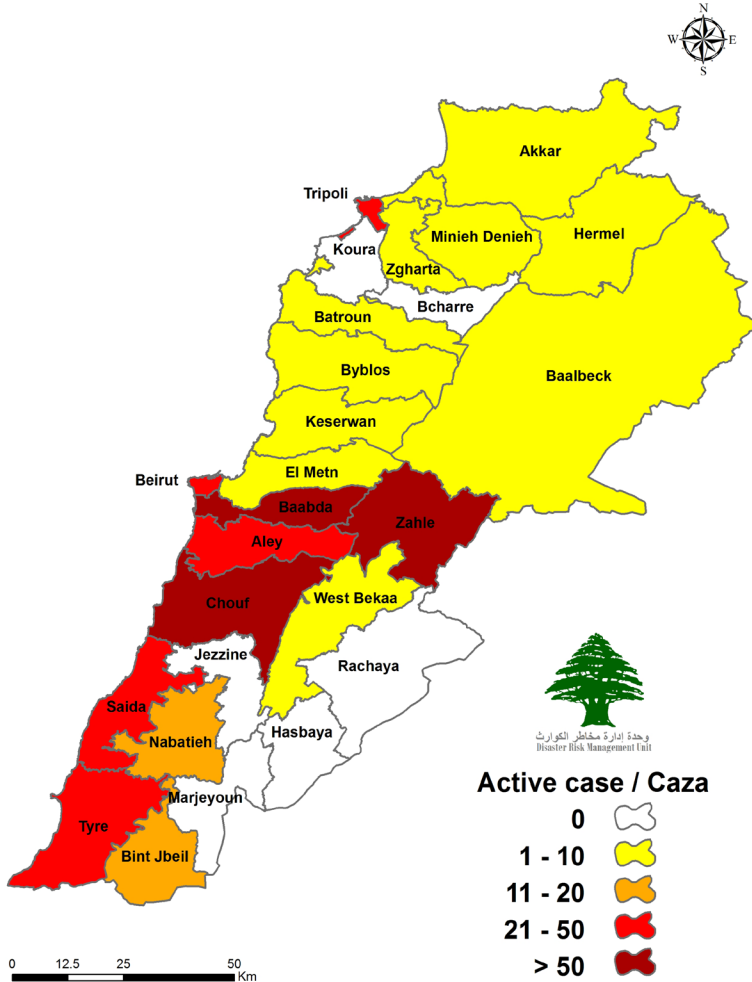 N
W E
S
Akkar
Tripoli
Hermel
Minieh Denieh
Koura
Zgharta
Bcharre
Batroun
Byblos
Baalbeck
Keserwan
El Metn
Beirut
Baabda
Zahle
Aley
West Bekaa
Chouf
Jezzine
Rachaya
Saida
Hasbaya
Nabatieh
وحدة إدارة مخاطر الكوارث
Disaster Risk Management Unit
Marjeyoun
Tyre
Bint Jbeil
Active case / Caza
0
1 - 10
11 - 20
21 - 50
> 50
0 12.5 25 50
Km